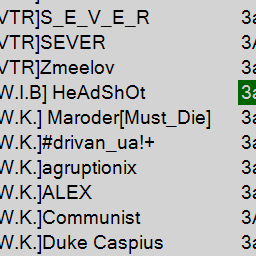 VTR]S_E_V_E_R 3a
VTR]SEVER 3A
VTR]Zmeelov 3a
W.I.B] HeAdShOt 3a
W.K.] Maroder[Must_Die] 3a
W.K.]#drivan_ua!+ 3a
W.K.]agruptionix 3a
W.K.]ALEX 3A
W.K.]Communist 3A
W.K.]Duke Caspius 3a